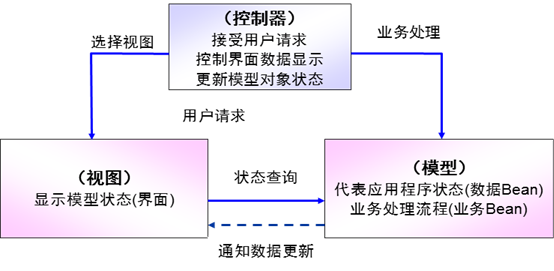 （控制器）
接受用户请求
控制界面数据显示
更新模型对象状态
选择视图
业务处理
用户请求
（视图）
显示模型状态(界面)
状态查询
（模型）
代表应用程序状态(数据Bean)
业务处理流程(业务Bean)
通知数据更新